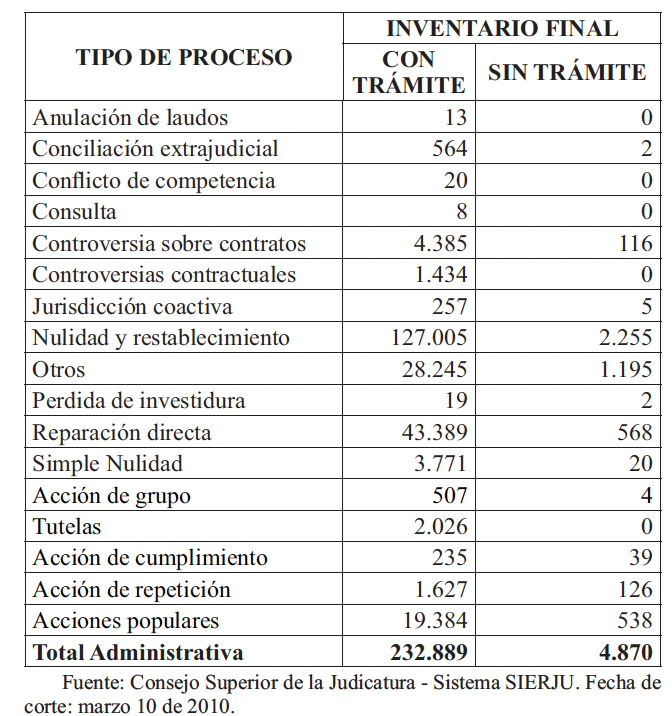 TIPO DE PROCESO INVENTARIO FINAL
CON TRÁMITE SIN TRÁMITE
Anulación de laudos 13 0
Conciliación extrajudicial 564 2
Conflicto de competencia 20 0
Consulta 8 0
Controversia sobre contratos 4.385 116
Controversias contractuales 1.434 0
Jurisdicción coactiva 257 5
Nulidad y restablecimiento 127.005 2.255
Otros 28.245 1.195
Perdida de investidura 19 2
Reparación directa 43.389 568
Simple Nulidad 3.771 20
Acción de grupo 507 4
Tutelas 2.026 0
Acción de cumplimiento 235 39
Acción de repetición 1.627 126
Acciones populares 19.384 538
Total Administrativa 232.889 4.870
Fuente: Consejo Superior de la Judicatura - Sistema SIERJU. Fecha de
corte: marzo 10 de 2010.